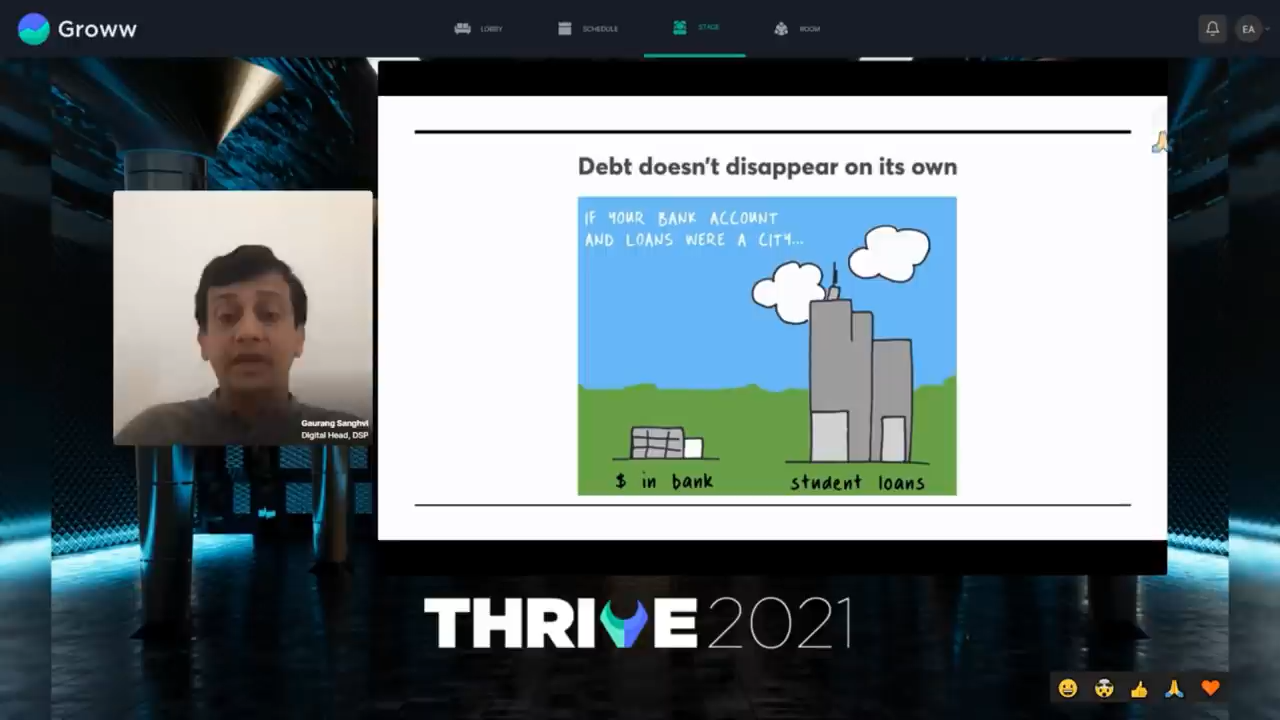 Groww
LOBBY
SCHEDULE
STAGE
ROOM
EA
Debt doesn't disappear on its own
IF YOUR BANK ACCOUNT
AND LOANS WERE A CITY...
$ in bank
student loans
Gaurang Sanghvi
Digital Head, DSP
THRIVE 2021